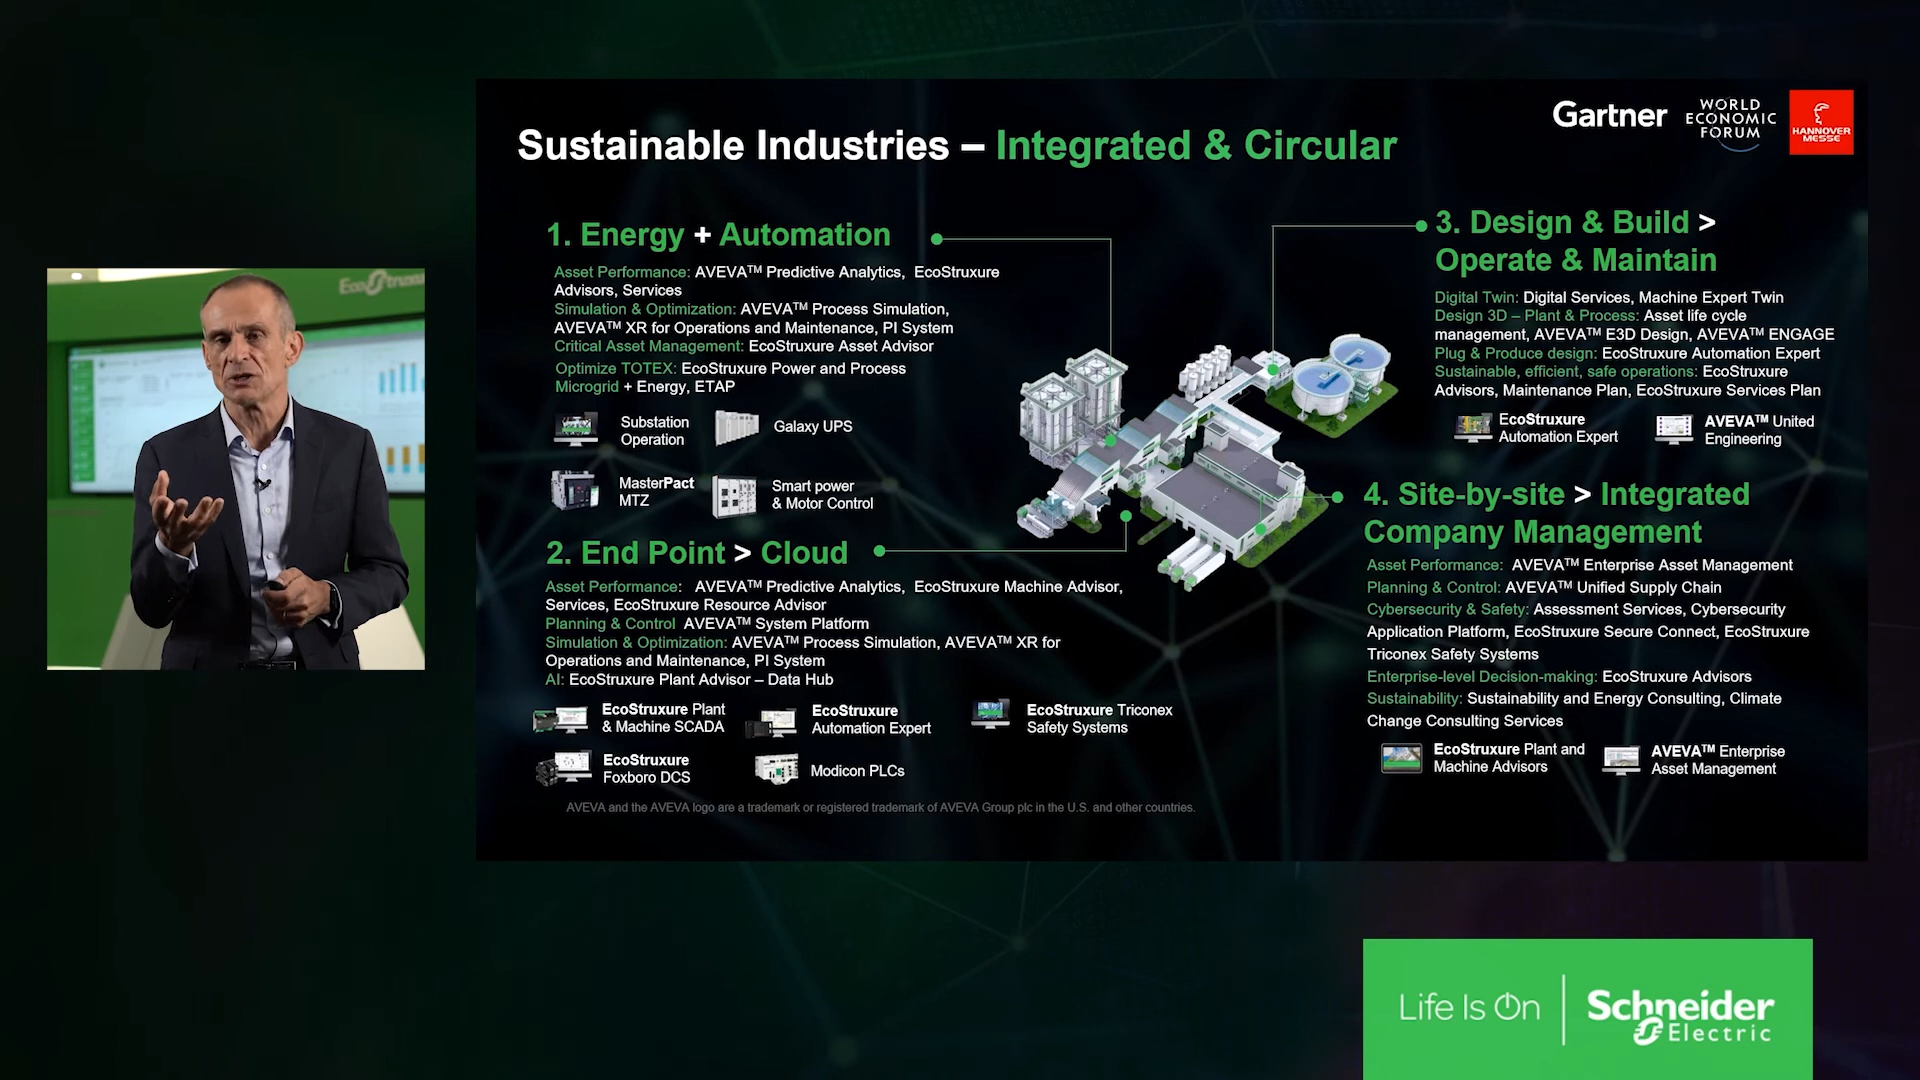 Gartner
WORLD
ECONOMIC
FORUM
HANNOVER
MESSE
Sustainable Industries – Integrated & Circular
1. Energy + Automation
Asset Performance: AVEVA™ Predictive Analytics, EcoStruxure
Advisors, Services
Simulation & Optimization: AVEVA™ Process Simulation,
AVEVA™ XR for Operations and Maintenance, PI System
Critical Asset Management: EcoStruxure Asset Advisor
Optimize TOTEX: EcoStruxure Power and Process
Microgrid + Energy, ETAP
Substation
Operation
Galaxy UPS
MasterPact
MTZ
Smart power
& Motor Control
2. End Point > Cloud
Asset Performance: AVEVA™ Predictive Analytics, EcoStruxure Machine Advisor,
Services, EcoStruxure Resource Advisor
Planning & Control AVEVA™ System Platform
Simulation & Optimization: AVEVA™ Process Simulation, AVEVA™ XR for
Operations and Maintenance, PI System
AI: EcoStruxure Plant Advisor – Data Hub
EcoStruxure Plant
& Machine SCADA
EcoStruxure
Automation Expert
EcoStruxure Triconex
Safety Systems
EcoStruxure
Foxboro DCS
Modicon PLCs
3. Design & Build >
Operate & Maintain
Digital Twin: Digital Services, Machine Expert Twin
Design 3D – Plant & Process: Asset life cycle
management, AVEVA™ E3D Design, AVEVA™ ENGAGE
Plug & Produce design: EcoStruxure Automation Expert
Sustainable, efficient, safe operations: EcoStruxure
Advisors, Maintenance Plan, EcoStruxure Services Plan
EcoStruxure
Automation Expert
AVEVA™ United
Engineering
4. Site-by-site > Integrated
Company Management
Asset Performance: AVEVA™ Enterprise Asset Management
Planning & Control: AVEVA™ Unified Supply Chain
Cybersecurity & Safety: Assessment Services, Cybersecurity
Application Platform, EcoStruxure Secure Connect, EcoStruxure
Triconex Safety Systems
Enterprise-level Decision-making: EcoStruxure Advisors
Sustainability: Sustainability and Energy Consulting, Climate
Change Consulting Services
EcoStruxure Plant and
Machine Advisors
AVEVA™ Enterprise
Asset Management
AVEVA and the AVEVA logo are a trademark or registered trademark of AVEVA Group plc in the U.S. and other countries.
Life Is On
Schneider
Electric